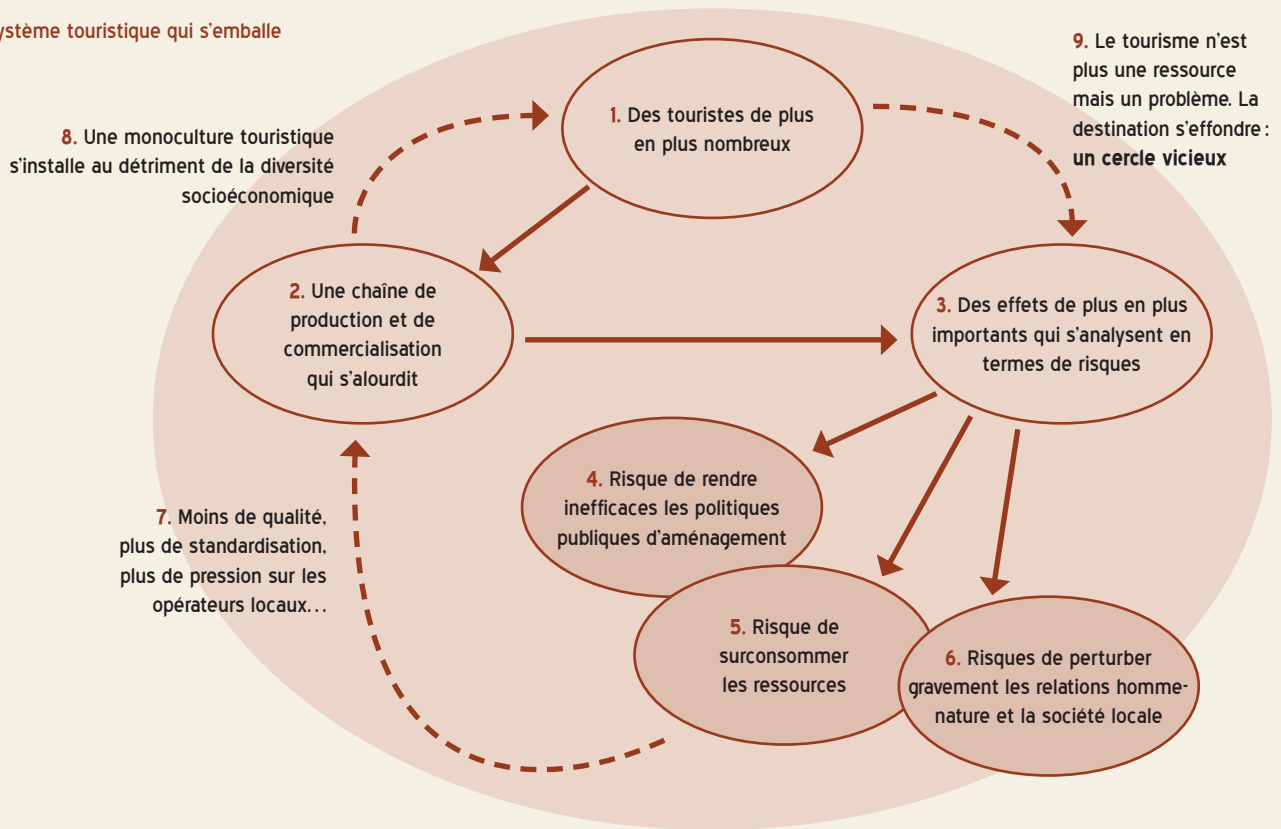 ystème touristique qui s'emballe
1. Des touristes de plus
en plus nombreux
2. Une chaîne de
production et de
commercialisation
qui s'alourdit
3. Des effets de plus en plus
importants qui s'analysent en
termes de risques
4. Risque de rendre
inefficaces les politiques
publiques d'aménagement
5. Risque de
surconsommer
les ressources
6. Risques de perturber
gravement les relations homme-
nature et la société locale
7. Moins de qualité,
plus de standardisation,
plus de pression sur les
opérateurs locaux...
8. Une monoculture touristique
s'installe au détriment de la diversité
socioéconomique
9. Le tourisme n'est
plus une ressource
mais un problème. La
destination s'effondre :
un cercle vicieux